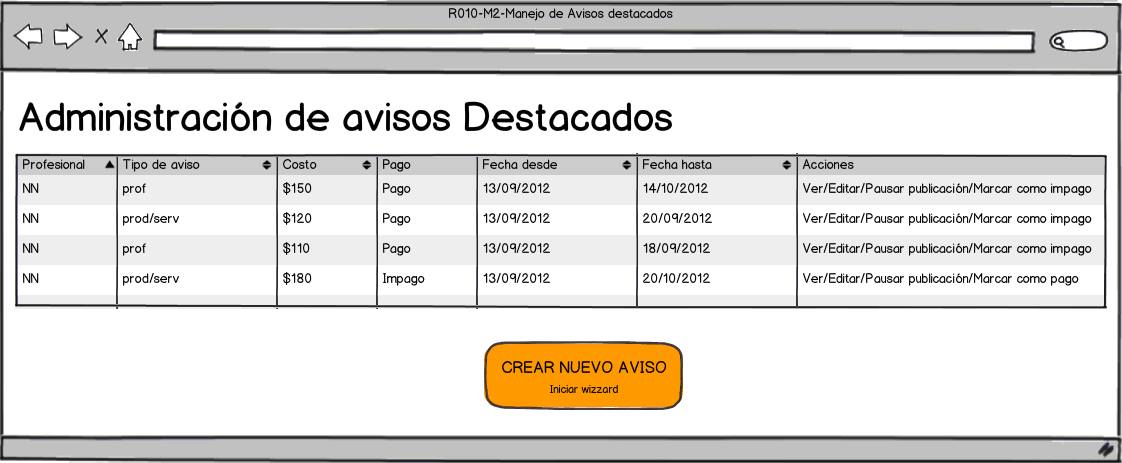 R010-M2-Manejo de Avisos destacados
Administración de avisos Destacados
Profesional Tipo de aviso Costo Pago Fecha desde Fecha hasta Acciones
NN prof $150 Pago 13/09/2012 14/10/2012 Ver/Editar/Pausar publicación/Marcar como impago
NN prod/serv $120 Pago 13/09/2012 20/09/2012 Ver/Editar/Pausar publicación/Marcar como impago
NN prof $110 Pago 13/09/2012 18/09/2012 Ver/Editar/Pausar publicación/Marcar como impago
NN prod/serv $180 Impago 13/09/2012 20/10/2012 Ver/Editar/Pausar publicación/Marcar como pago
CREAR NUEVO AVISO
Iniciar wizzard